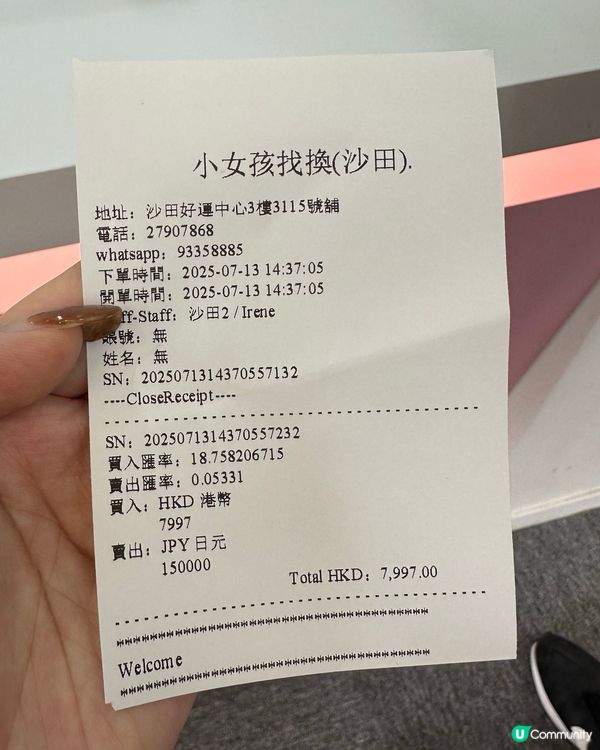 小女孩找換(沙田).
地址：沙田好運中心3樓3115號舖
電話：27907868
whatsapp：93358885
下單時間：2025-07-13 14:37:05
開單時間：2025-07-13 14:37:05
ff-Staff：沙田2 / Irene
賬號：無
姓名：無
SN：2025071314370557132
----CloseReceipt----
SN：2025071314370557232
買入匯率：18.758206715
賣出匯率：0.05331
買入：HKD 港幣
7997
賣出：JPY 日元
150000
Total HKD：7,997.00
Welcome
U Community